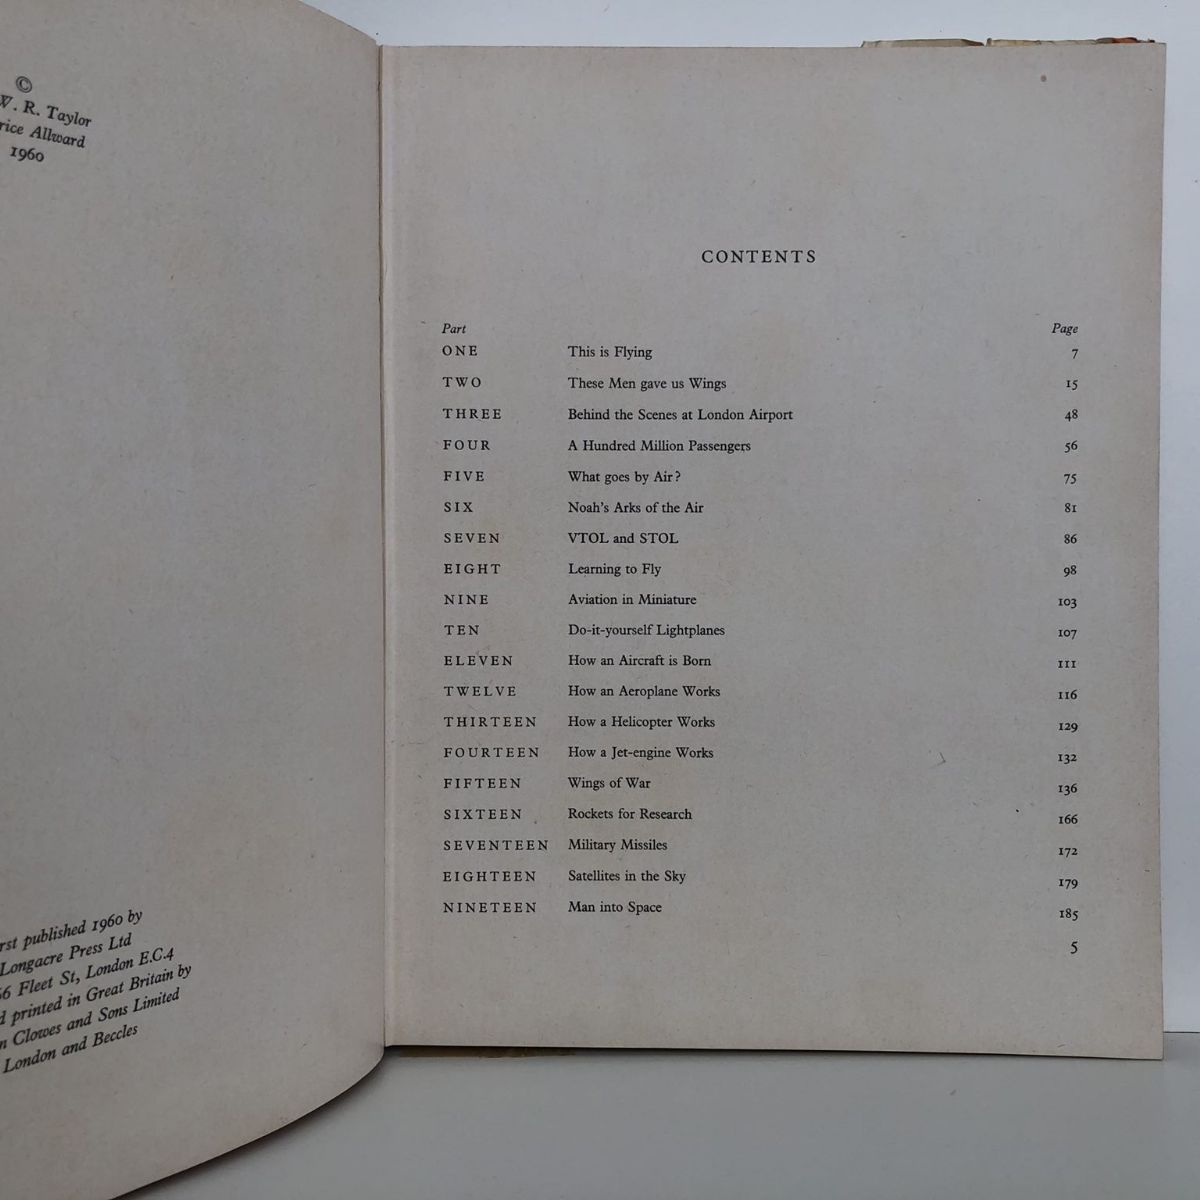 ©
W. R. Taylor
Allward
1960
published 1960 by
Longacre Press Ltd
Fleet St, London E.C.4
printed in Great Britain by
Clowes and Sons Limited
London and Beccles
CONTENTS
Part Page
ONE This is Flying 7
TWO These Men gave us Wings 15
THREE Behind the Scenes at London Airport 48
FOUR A Hundred Million Passengers 56
FIVE What goes by Air? 75
SIX Noah's Arks of the Air 81
SEVEN VTOL and STOL 86
EIGHT Learning to Fly 98
NINE Aviation in Miniature 103
TEN Do-it-yourself Lightplanes 107
ELEVEN How an Aircraft is Born 111
TWELVE How an Aeroplane Works 116
THIRTEEN How a Helicopter Works 129
FOURTEEN How a Jet-engine Works 132
FIFTEEN Wings of War 136
SIXTEEN Rockets for Research 166
SEVENTEEN Military Missiles 172
EIGHTEEN Satellites in the Sky 179
NINETEEN Man into Space 185
5